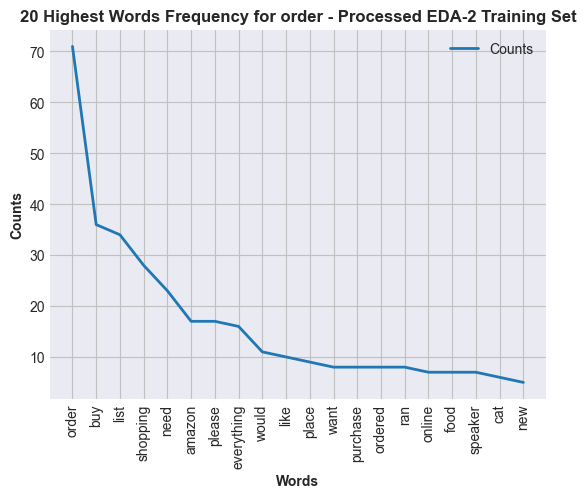 20 Highest Words Frequency for order - Processed EDA-2 Training Set
Counts
70
60
50
40
30
20
10
Counts
order
buy
list
shopping
need
amazon
please
everything
would
like
place
want
purchase
ordered
ran
online
food
speaker
cat
new
Words